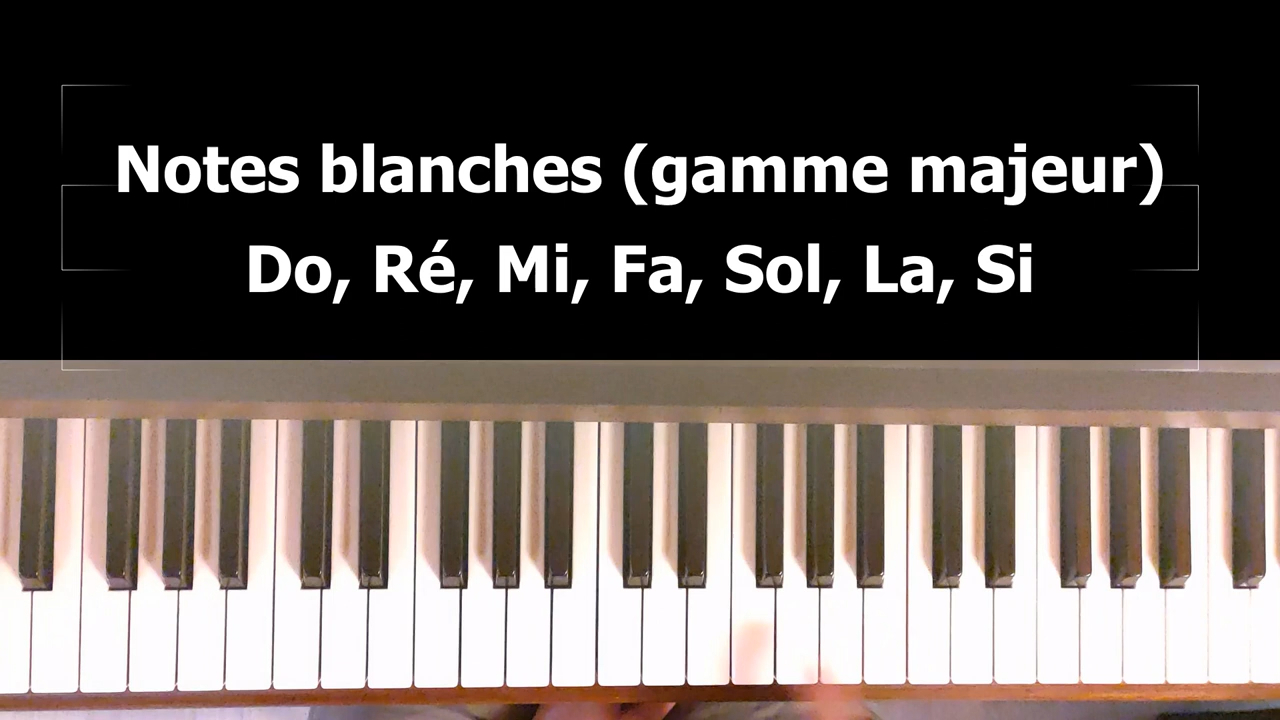 Notes blanches (gamme majeur)
Do, Ré, Mi, Fa, Sol, La, Si